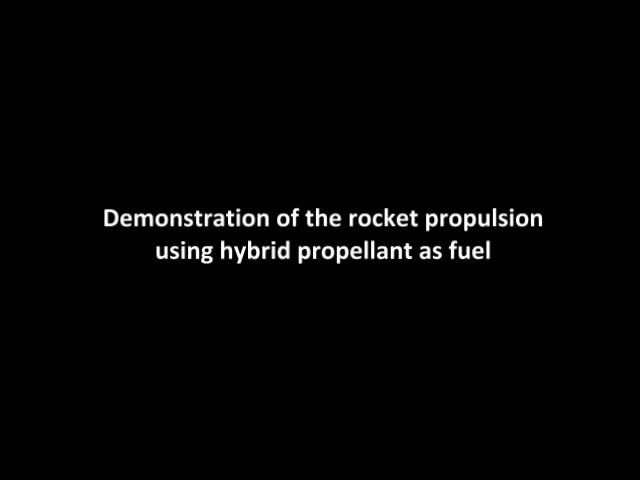 Demonstration of the rocket propulsion
using hybrid propellant as fuel